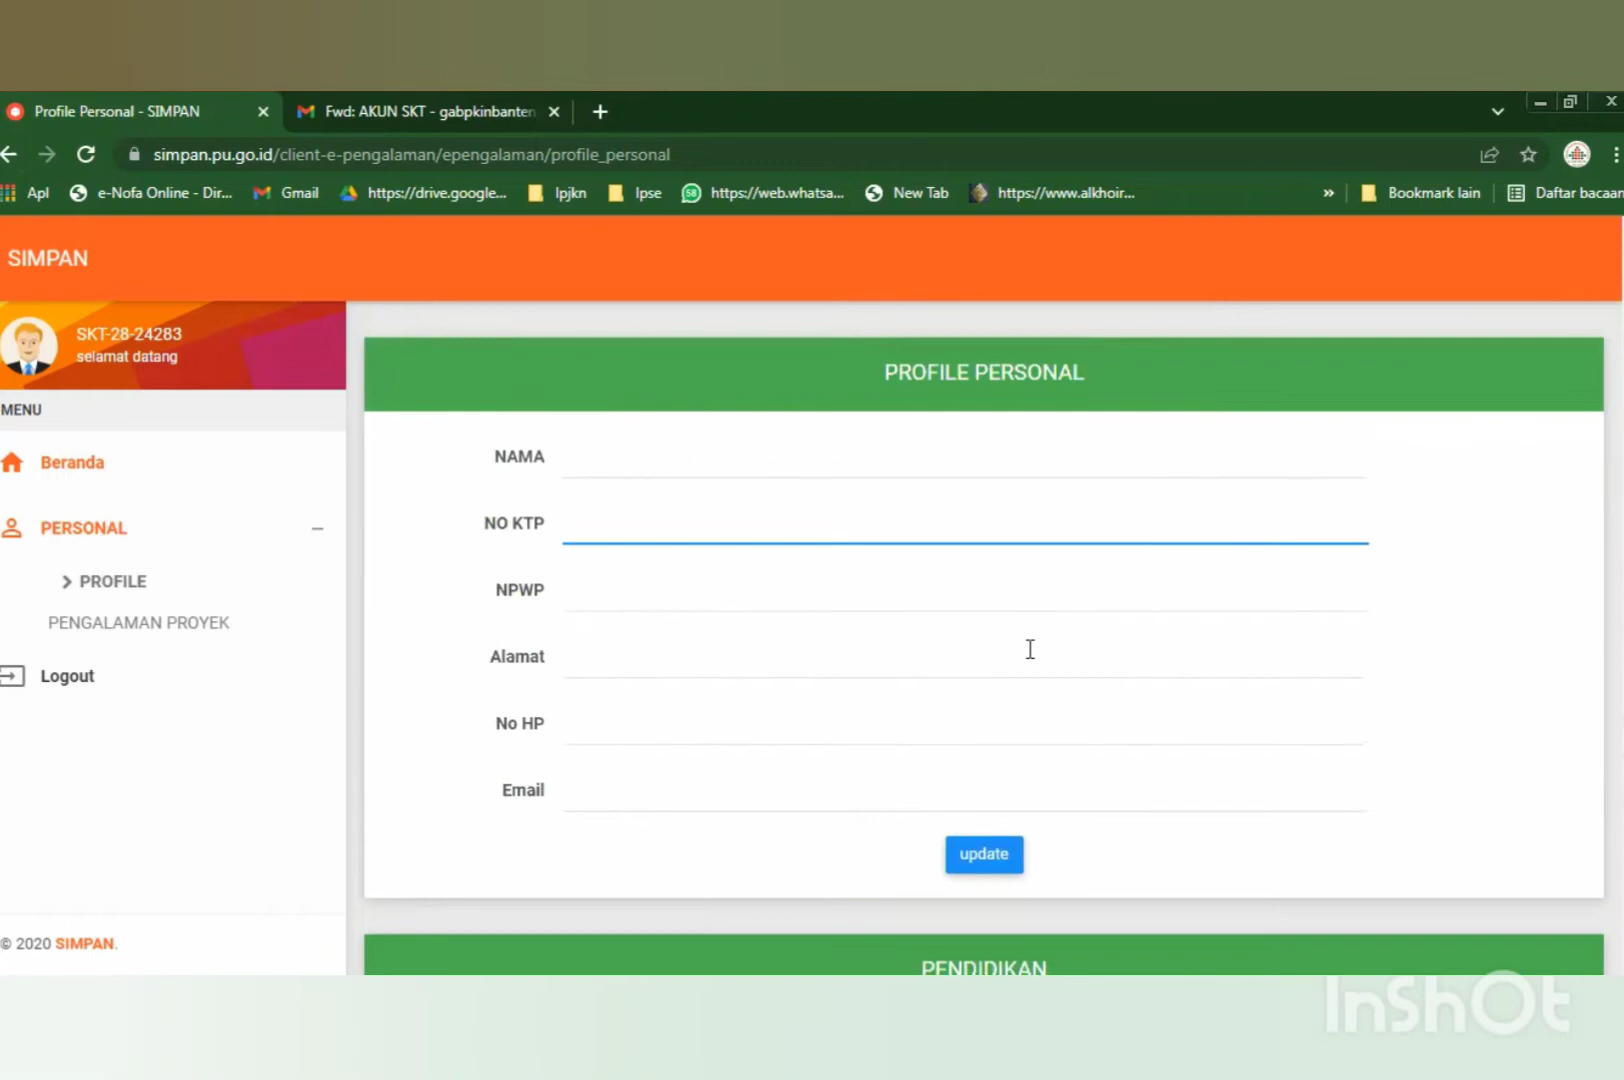 Profile Personal - SIMPAN
Fwd: AKUN SKT - gabpkinbanten
simpan.pu.go.id/client-e-pengalaman/epengalaman/profile_personal
Apl e-Nofa Online - Dir... Gmail https://drive.google... lpjkn lpse 58 https://web.whatsa... New Tab https://www.alkhoir... » Bookmark lain Daftar bacaan
SIMPAN
SKT-28-24283
selamat datang
MENU
Beranda
PERSONAL
PROFILE
PENGALAMAN PROYEK
Logout
© 2020 SIMPAN.
PROFILE PERSONAL
NAMA
NO KTP
NPWP
Alamat
No HP
Email
update
PENDIDIKAN
InShOt